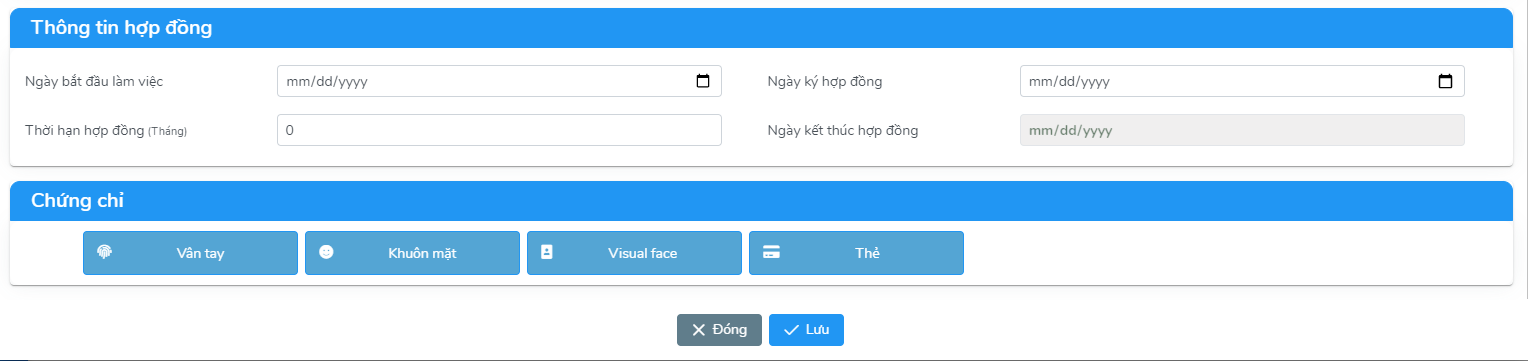 Thông tin hợp đồng
Ngày bắt đầu làm việc mm/dd/yyyy Ngày ký hợp đồng mm/dd/yyyy
Thời hạn hợp đồng (Tháng) 0 Ngày kết thúc hợp đồng mm/dd/yyyy
Chứng chỉ
Vân tay Khuôn mặt Visual face Thẻ
Đóng Lưu